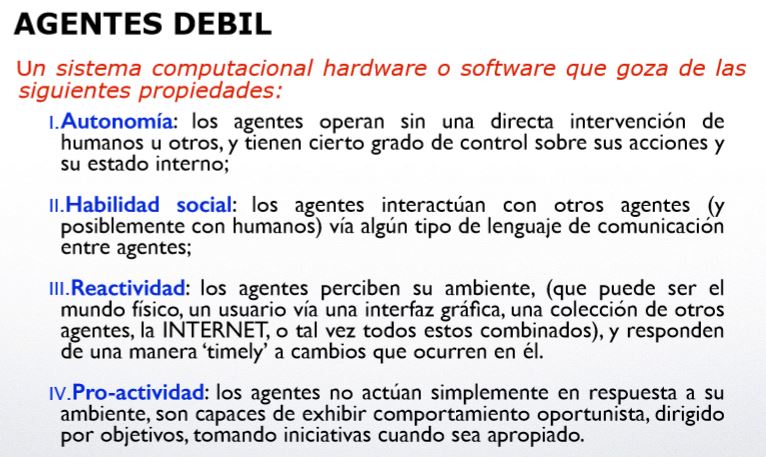 AGENTES DEBIL
Un sistema computacional hardware o software que goza de las
siguientes propiedades:
I.Autonomía: los agentes operan sin una directa intervención de
humanos u otros, y tienen cierto grado de control sobre sus acciones y
su estado interno;
II.Habilidad social: los agentes interactúan con otros agentes (y
posiblemente con humanos) vía algún tipo de lenguaje de comunicación
entre agentes;
III.Reactividad: los agentes perciben su ambiente, (que puede ser el
mundo físico, un usuario vía una interfaz gráfica, una colección de otros
agentes, la INTERNET, o tal vez todos estos combinados), y responden
de una manera ‘timely’ a cambios que ocurren en él.
IV.Pro-actividad: los agentes no actúan simplemente en respuesta a su
ambiente, son capaces de exhibir comportamiento oportunista, dirigido
por objetivos, tomando iniciativas cuando sea apropiado.